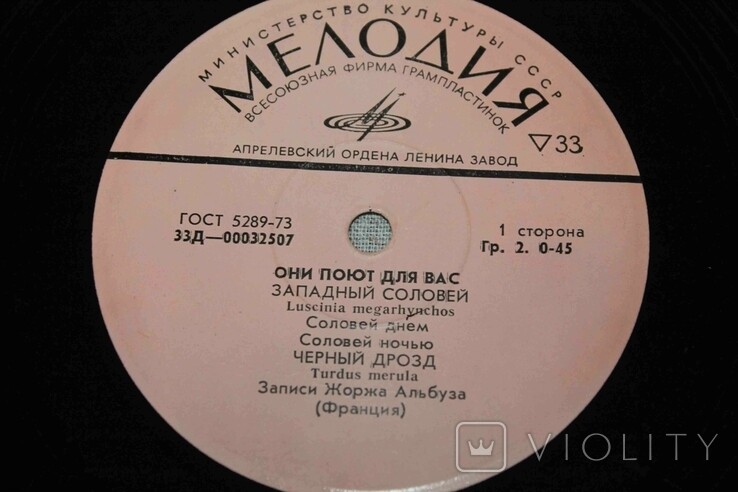 МИНИСТЕРСТВО КУЛЬТУРЫ СССР
МЕЛОДИЯ
ВСЕСОЮЗНАЯ ФИРМА ГРАМПЛАСТИНОК
▽33
АПРЕЛЕВСКИЙ ОРДЕНА ЛЕНИНА ЗАВОД
ГОСТ 5289-73
33Д—00032507
1 сторона
Гр. 2. 0-45
ОНИ ПОЮТ ДЛЯ ВАС
ЗАПАДНЫЙ СОЛОВЕЙ
Luscinia megarhynchos
Соловей днем
Соловей ночью
ЧЕРНЫЙ ДРОЗД
Turdus merula
Записи Жоржа Альбуза
(Франция)
VIOLITY